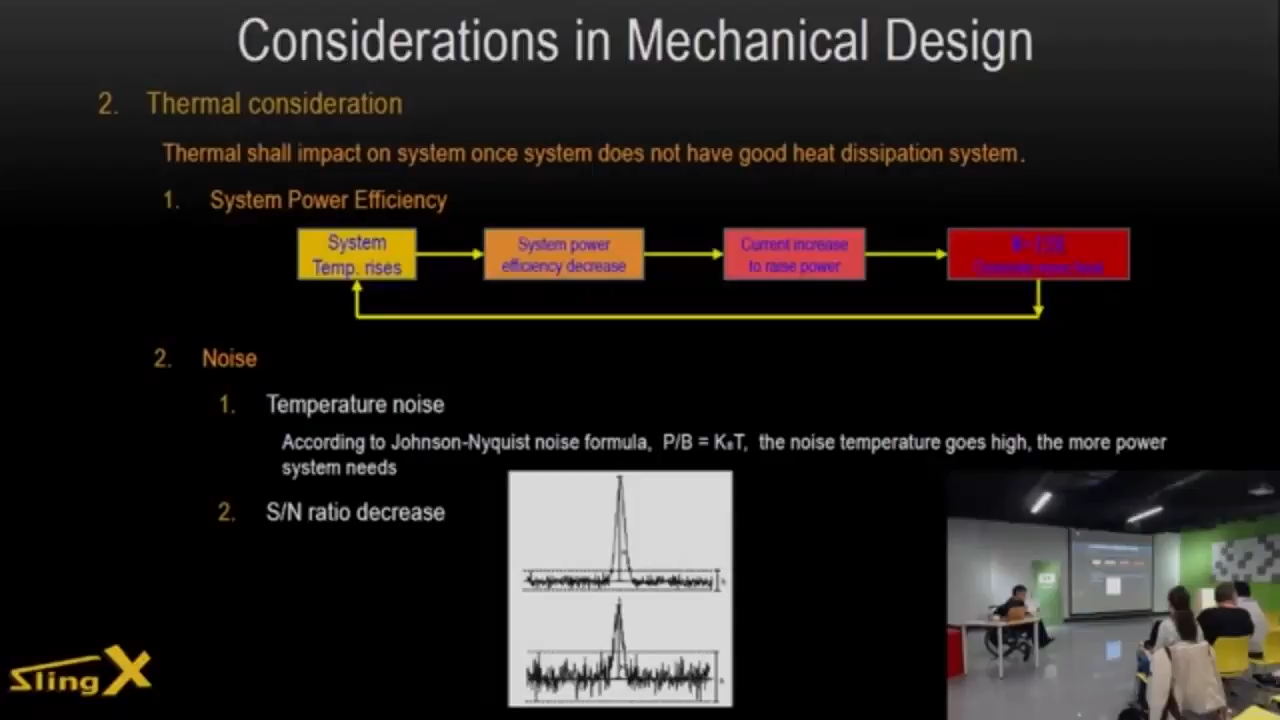 Considerations in Mechanical Design
2. Thermal consideration
Thermal shall impact on system once system does not have good heat dissipation system.
1. System Power Efficiency
System
Temp. rises
System power
efficiency decrease
Current increase
to raise power
2. Noise
1. Temperature noise
According to Johnson-Nyquist noise formula, P/B = KBT, the noise temperature goes high, the more power
system needs
2. S/N ratio decrease
SlingX